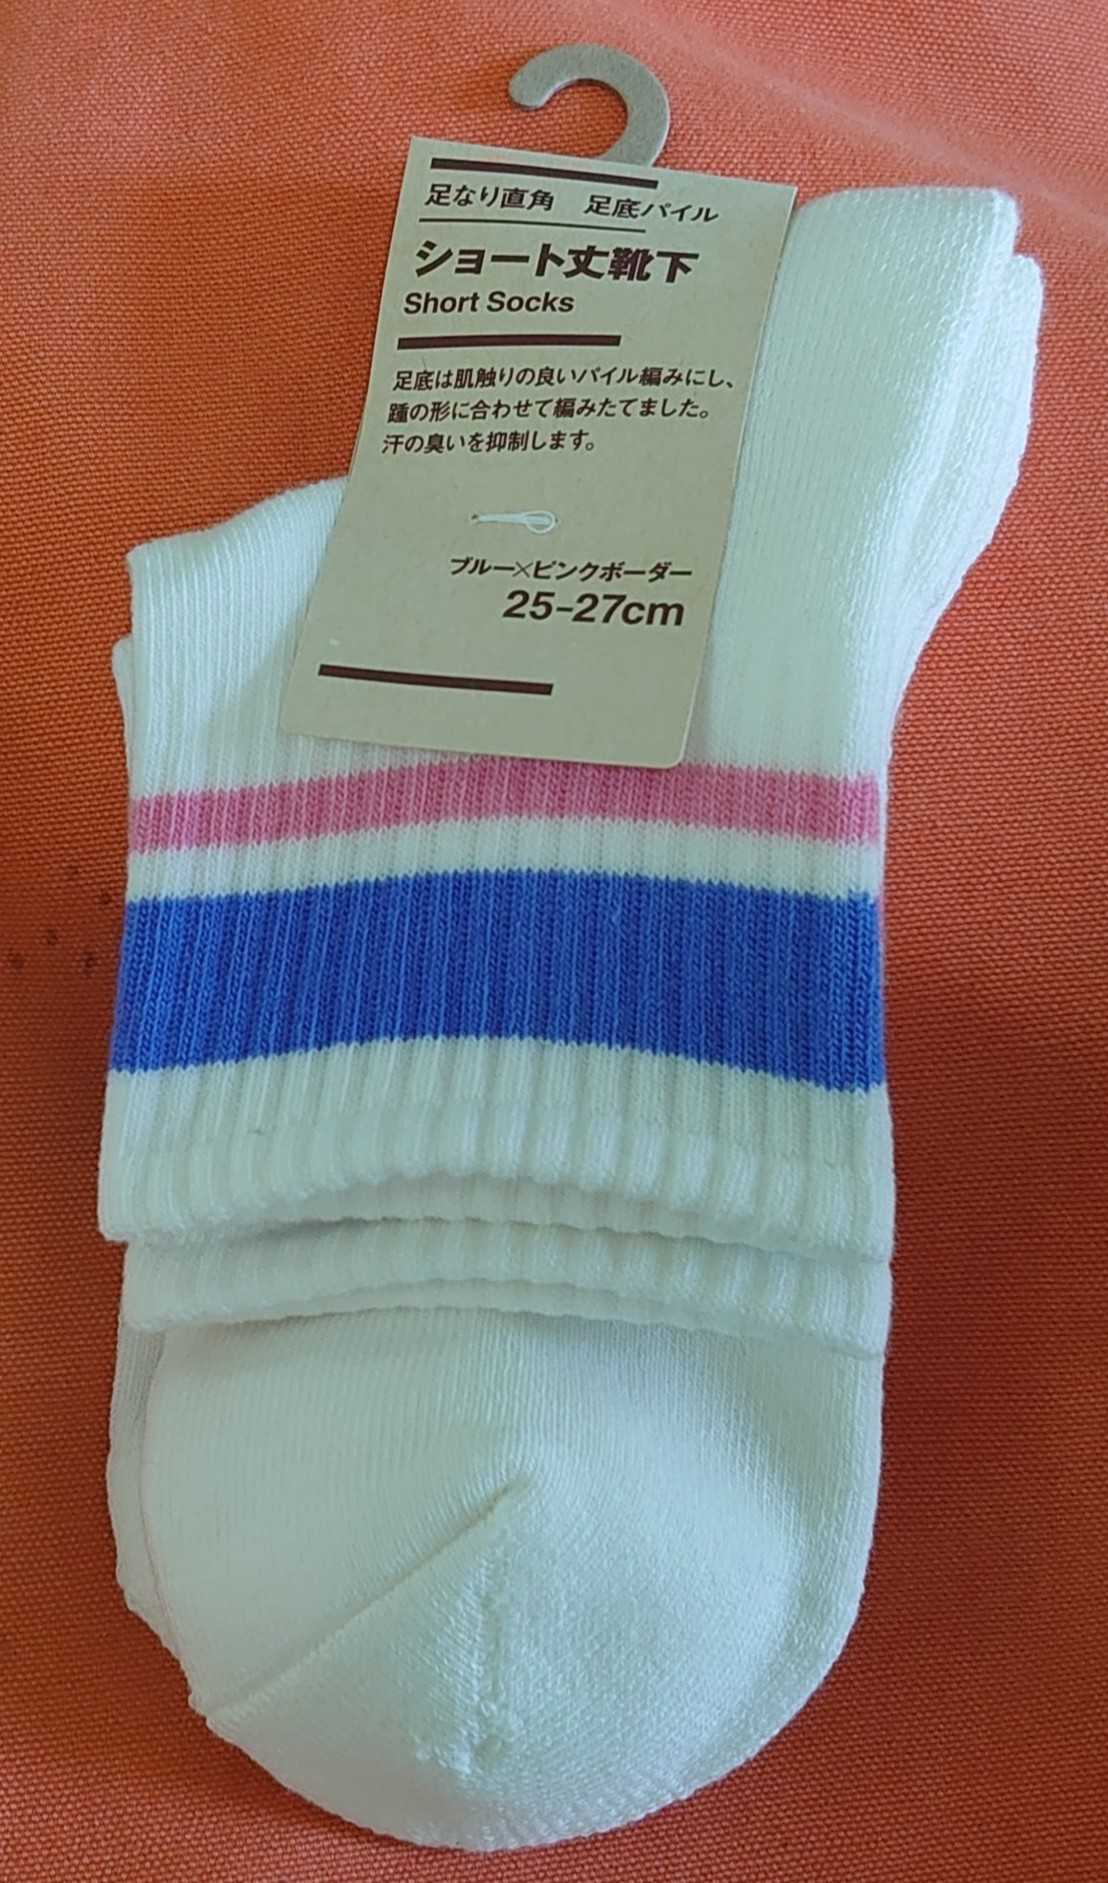 足なり直角　足底パイル
ショート丈靴下
Short Socks
足底は肌触りの良いパイル編みにし、
踵の形に合わせて編みたてました。
汗の臭いを抑制します。
ブルー×ピンクボーダー
25-27cm